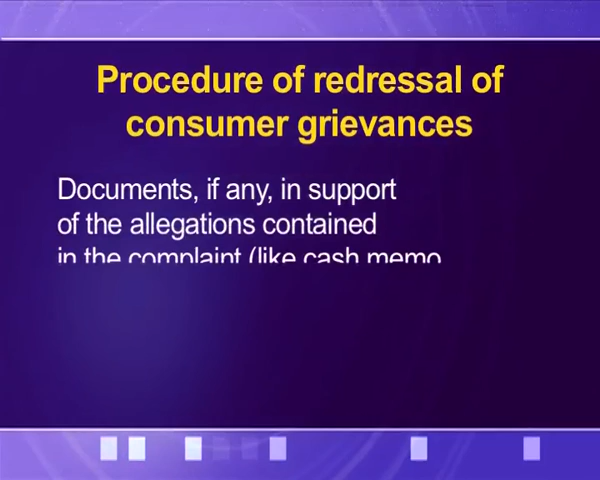 Procedure of redressal of
consumer grievances
Documents, if any, in support
of the allegations contained
in the complaint (like cash memo